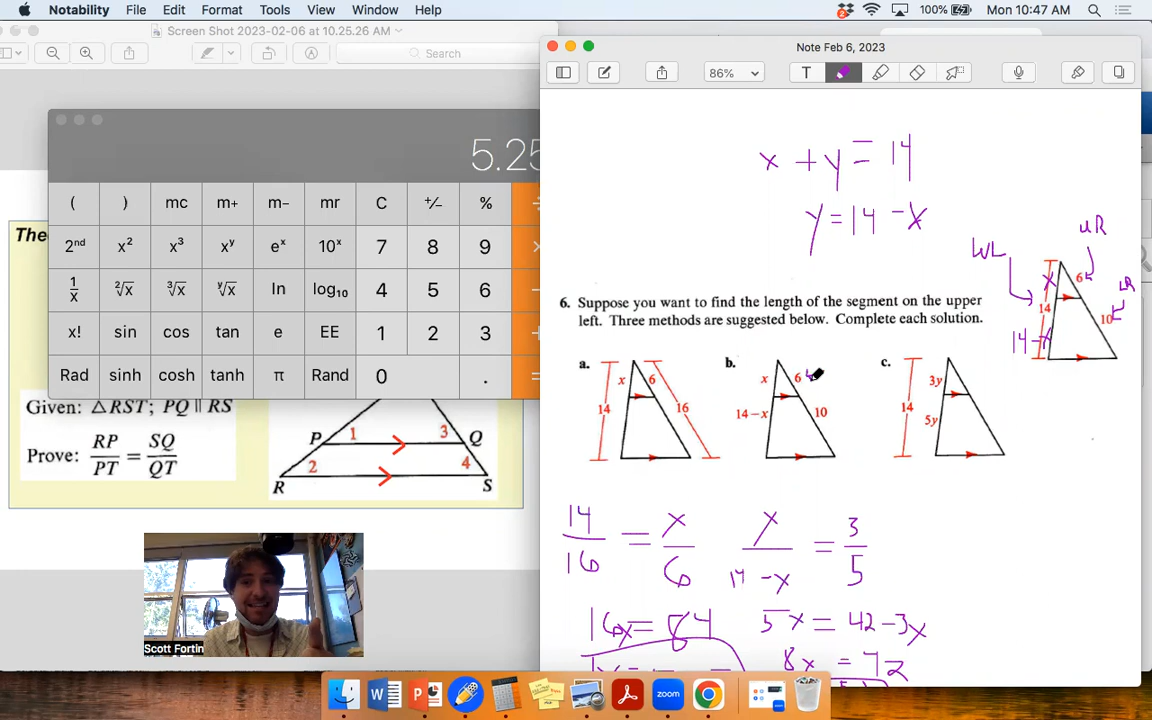 Notability File Edit Format Tools View Window Help 100% Mon 10:47 AM
Screen Shot 2023-02-06 at 10.25.26 AM
Search
5.25
( ) mc m+ m- mr C +/- %
2nd x² x³ xʸ eˣ 10ˣ 7 8 9 ×
1/x ²√x ³√x ʸ√x ln log₁₀ 4 5 6
x! sin cos tan e EE 1 2 3
Rad sinh cosh tanh π Rand 0 . =
The
Given: △RST; PQ ∥ RS
Prove: RP/PT = SQ/QT
P 1 3 Q
2 4
R S
Scott Fortin
Note Feb 6, 2023
86%
T
x + y = 14
y = 14 - x
WL UR
x 6 LR
14 10
14 - x
6. Suppose you want to find the length of the segment on the upper
left. Three methods are suggested below. Complete each solution.
a. x 6 14 16
b. x 6 14 - x 10
c. 3y 14 5y
14/16 = x/6
x/14 - x = 3/5
16x = 84
5x = 42 - 3x
8x = 42
zoom